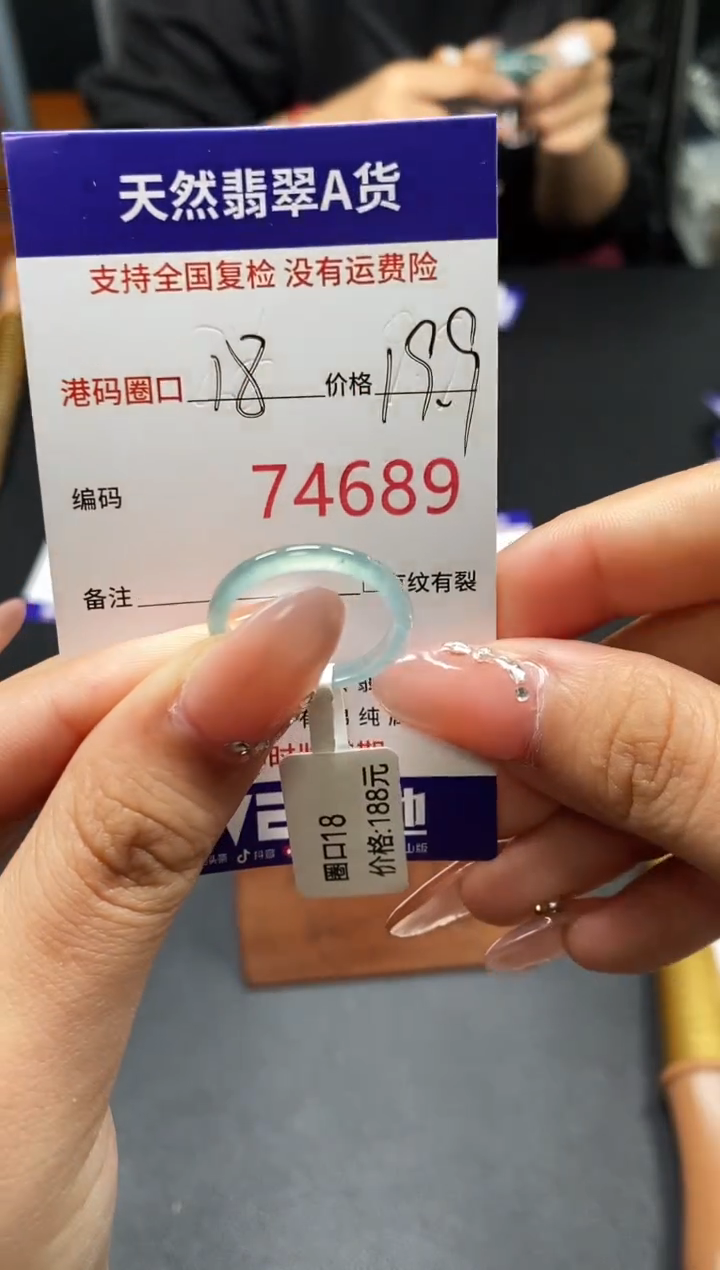 天然翡翠A货
支持全国复检 没有运费险
港码圈口 18 价格 19.9
编码 74689
备注 纹有裂
圈口18
价格:188元